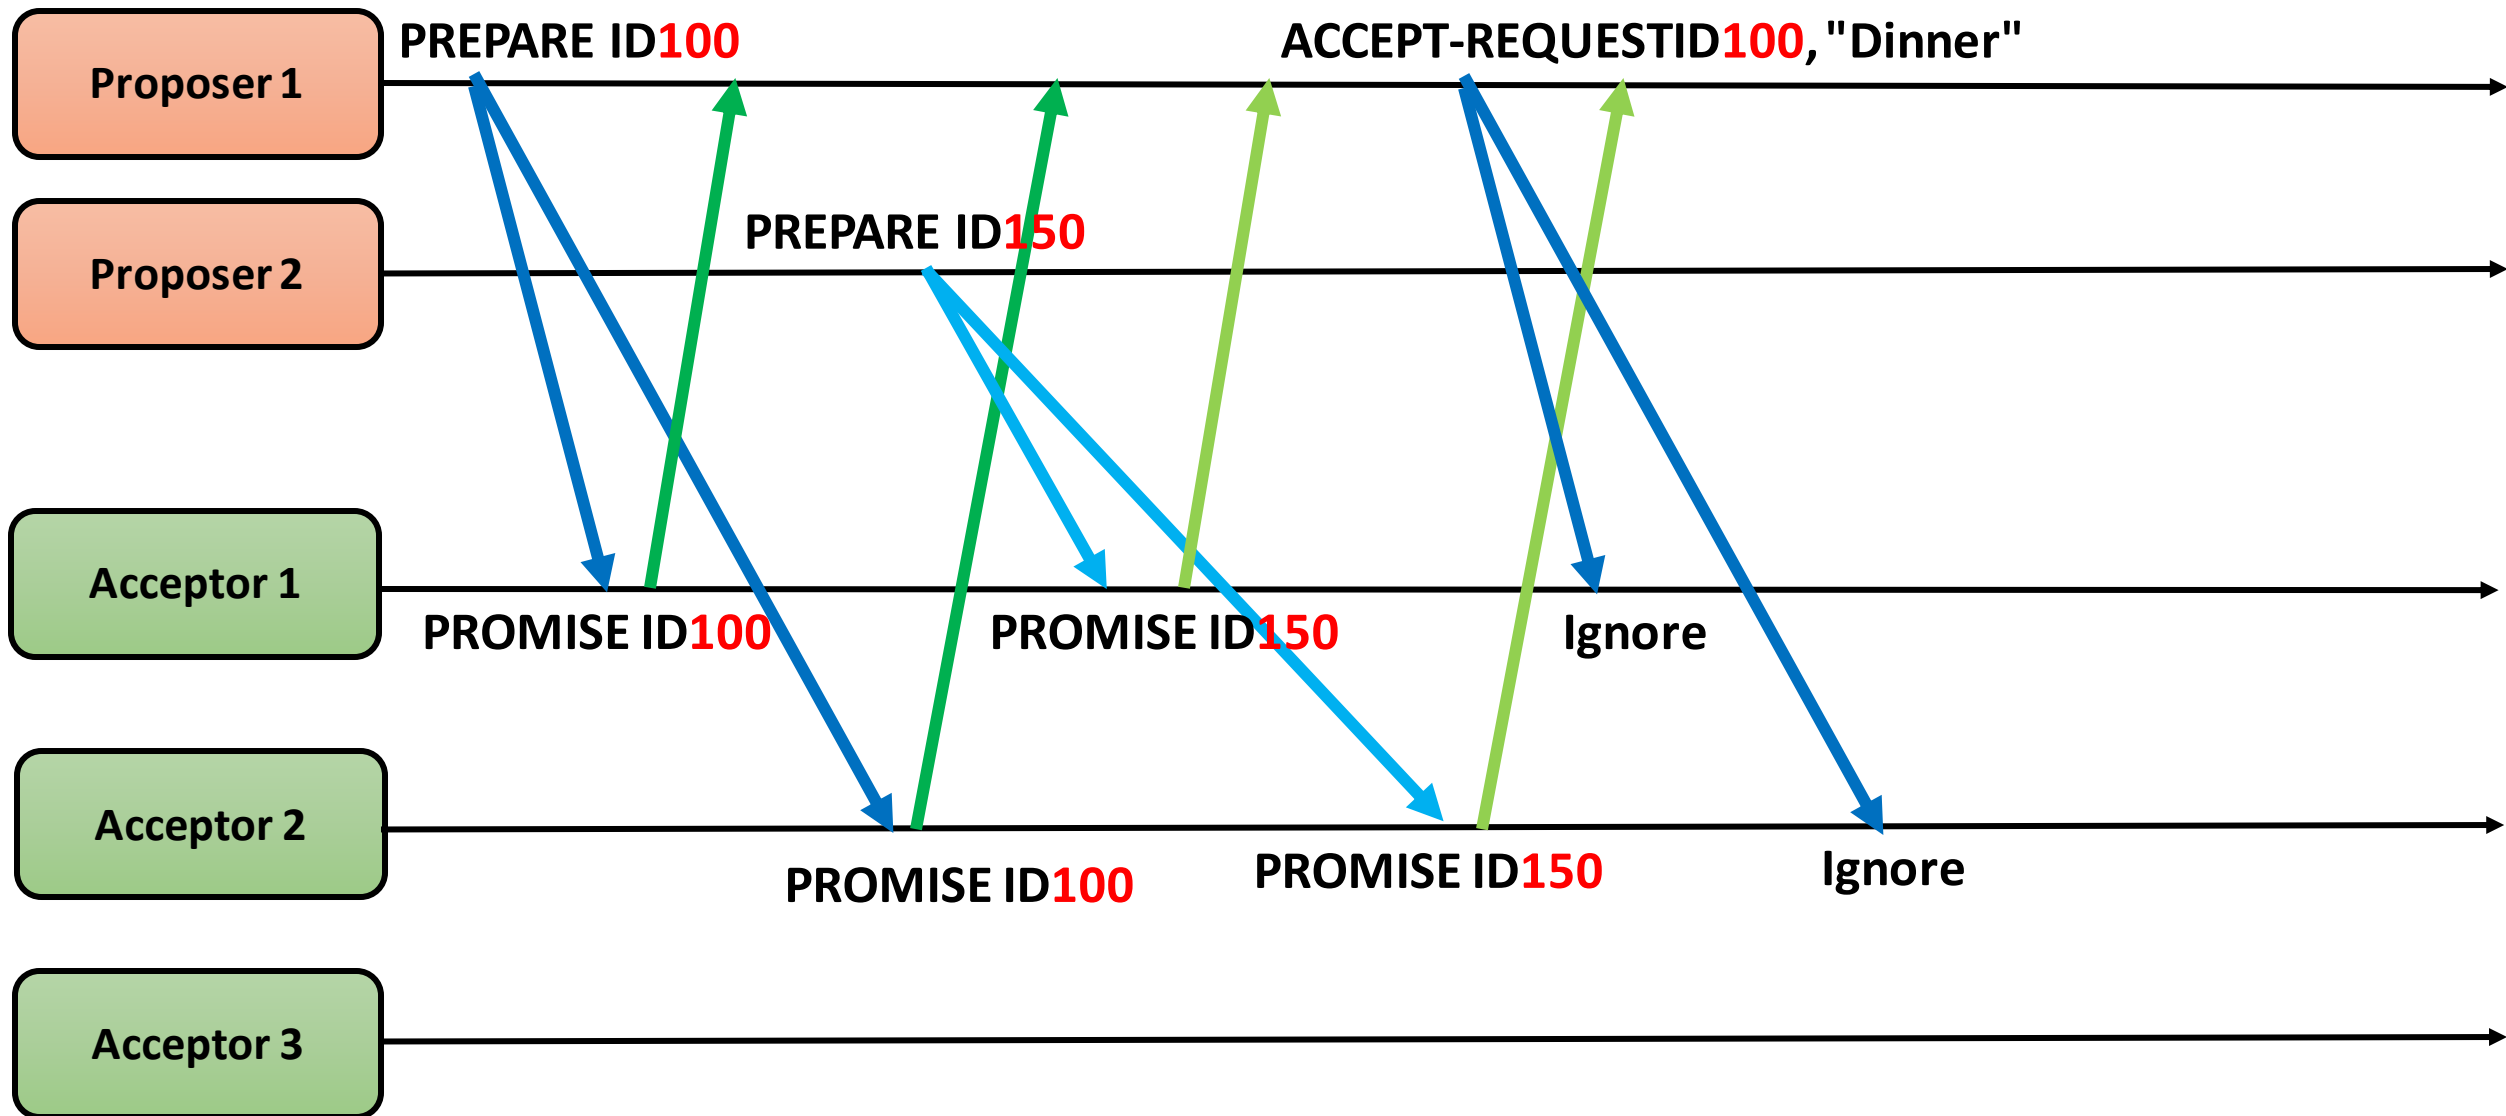 PREPARE ID100
ACCEPT-REQUESTID100, "Dinner"
Proposer 1
PREPARE ID150
Proposer 2
Acceptor 1
PROMISE ID100
PROMISE ID150
Ignore
Acceptor 2
PROMISE ID100
PROMISE ID150
Ignore
Acceptor 3